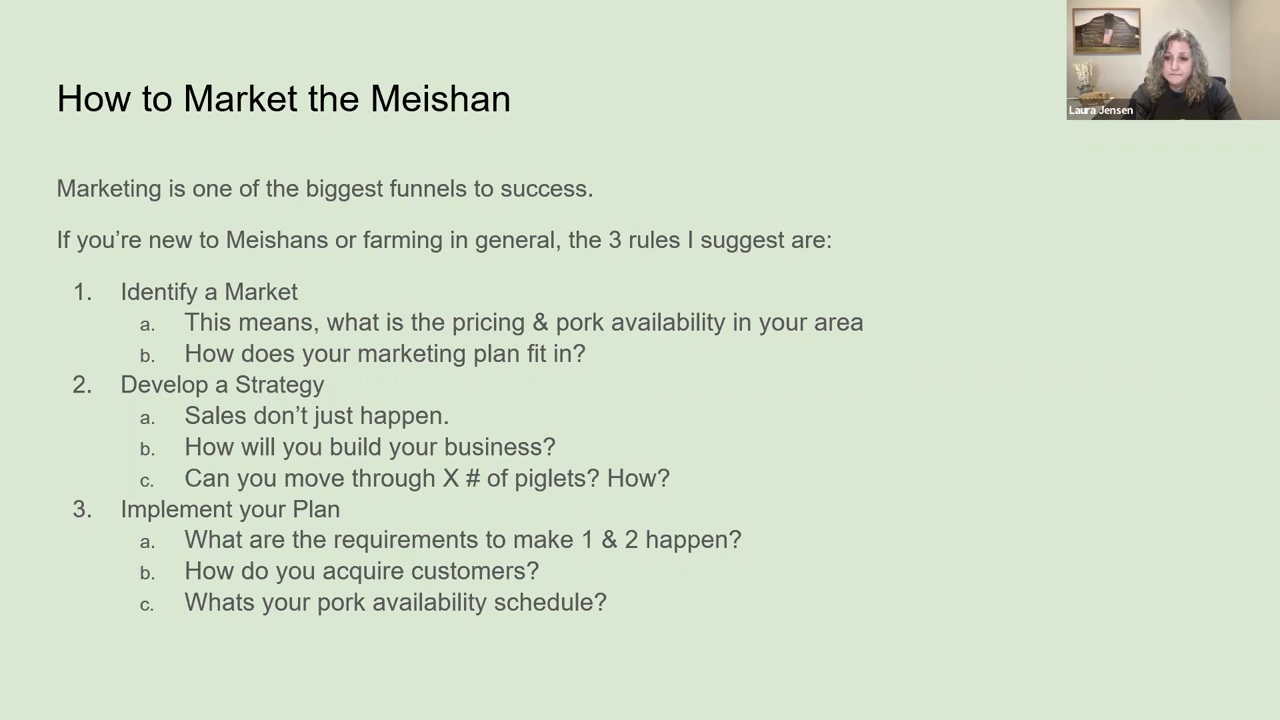 How to Market the Meishan
Laura Jensen
Marketing is one of the biggest funnels to success.
If you’re new to Meishans or farming in general, the 3 rules I suggest are:
1. Identify a Market
a. This means, what is the pricing & pork availability in your area
b. How does your marketing plan fit in?
2. Develop a Strategy
a. Sales don’t just happen.
b. How will you build your business?
c. Can you move through X # of piglets? How?
3. Implement your Plan
a. What are the requirements to make 1 & 2 happen?
b. How do you acquire customers?
c. Whats your pork availability schedule?